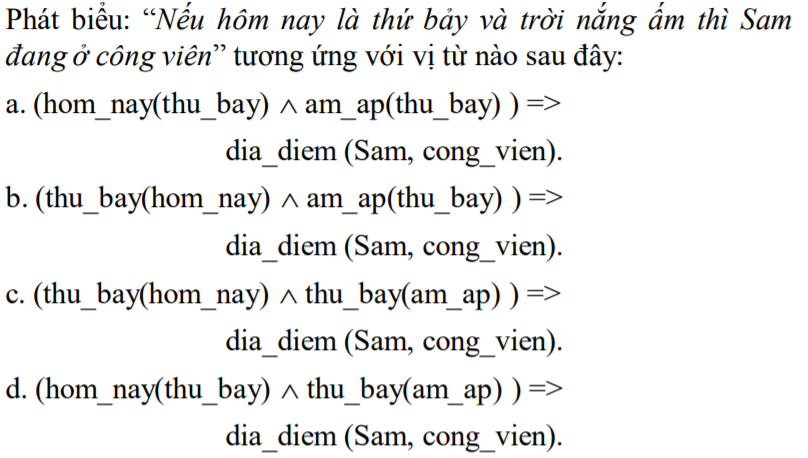 Phát biểu: “Nếu hôm nay là thứ bảy và trời nắng ấm thì Sam
đang ở công viên” tương ứng với vị từ nào sau đây:
a. (hom_nay(thu_bay) ∧ am_ap(thu_bay) ) =>
dia_diem (Sam, cong_vien).
b. (thu_bay(hom_nay) ∧ am_ap(thu_bay) ) =>
dia_diem (Sam, cong_vien).
c. (thu_bay(hom_nay) ∧ thu_bay(am_ap) ) =>
dia_diem (Sam, cong_vien).
d. (hom_nay(thu_bay) ∧ thu_bay(am_ap) ) =>
dia_diem (Sam, cong_vien).